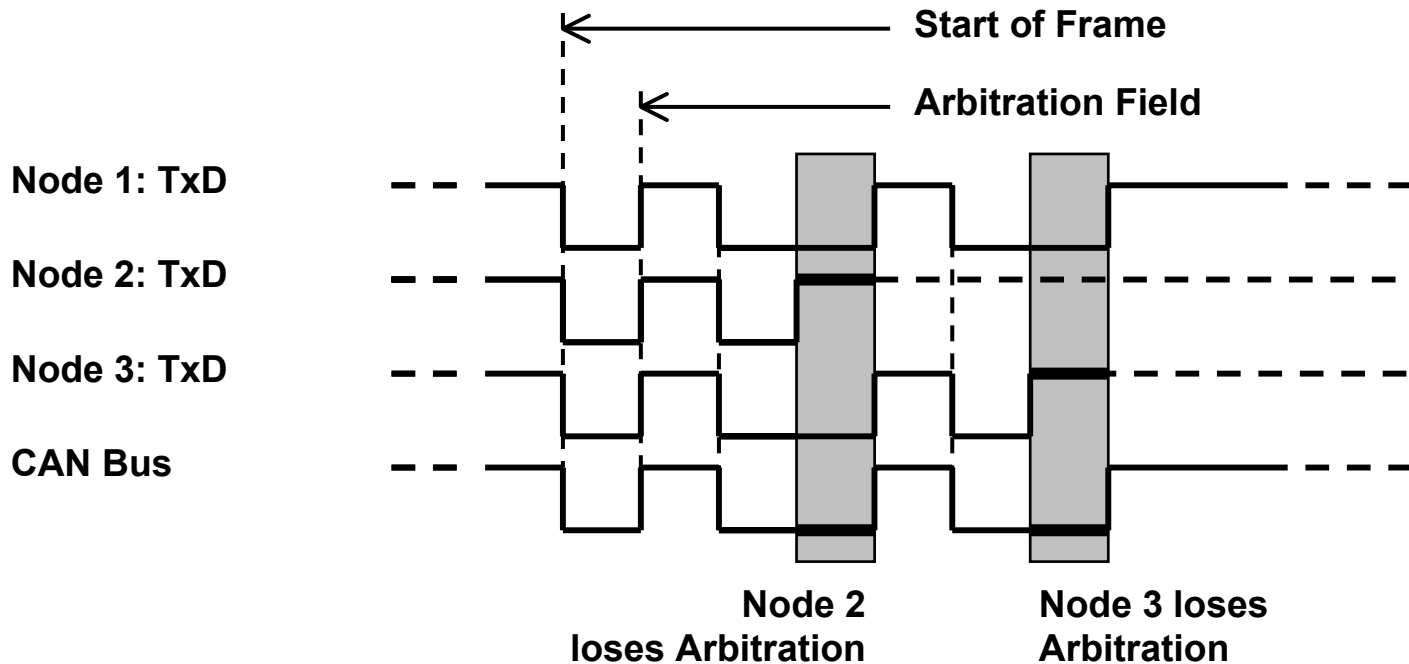 Start of Frame
Arbitration Field
Node 1: TxD
Node 2: TxD
Node 3: TxD
CAN Bus
Node 2
loses Arbitration
Node 3 loses
Arbitration